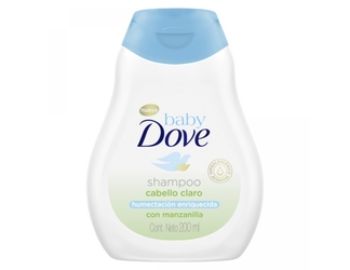 baby
Dove
shampoo
cabello claro
humectación enriquecida
con manzanilla
Cont. Neto 200 ml